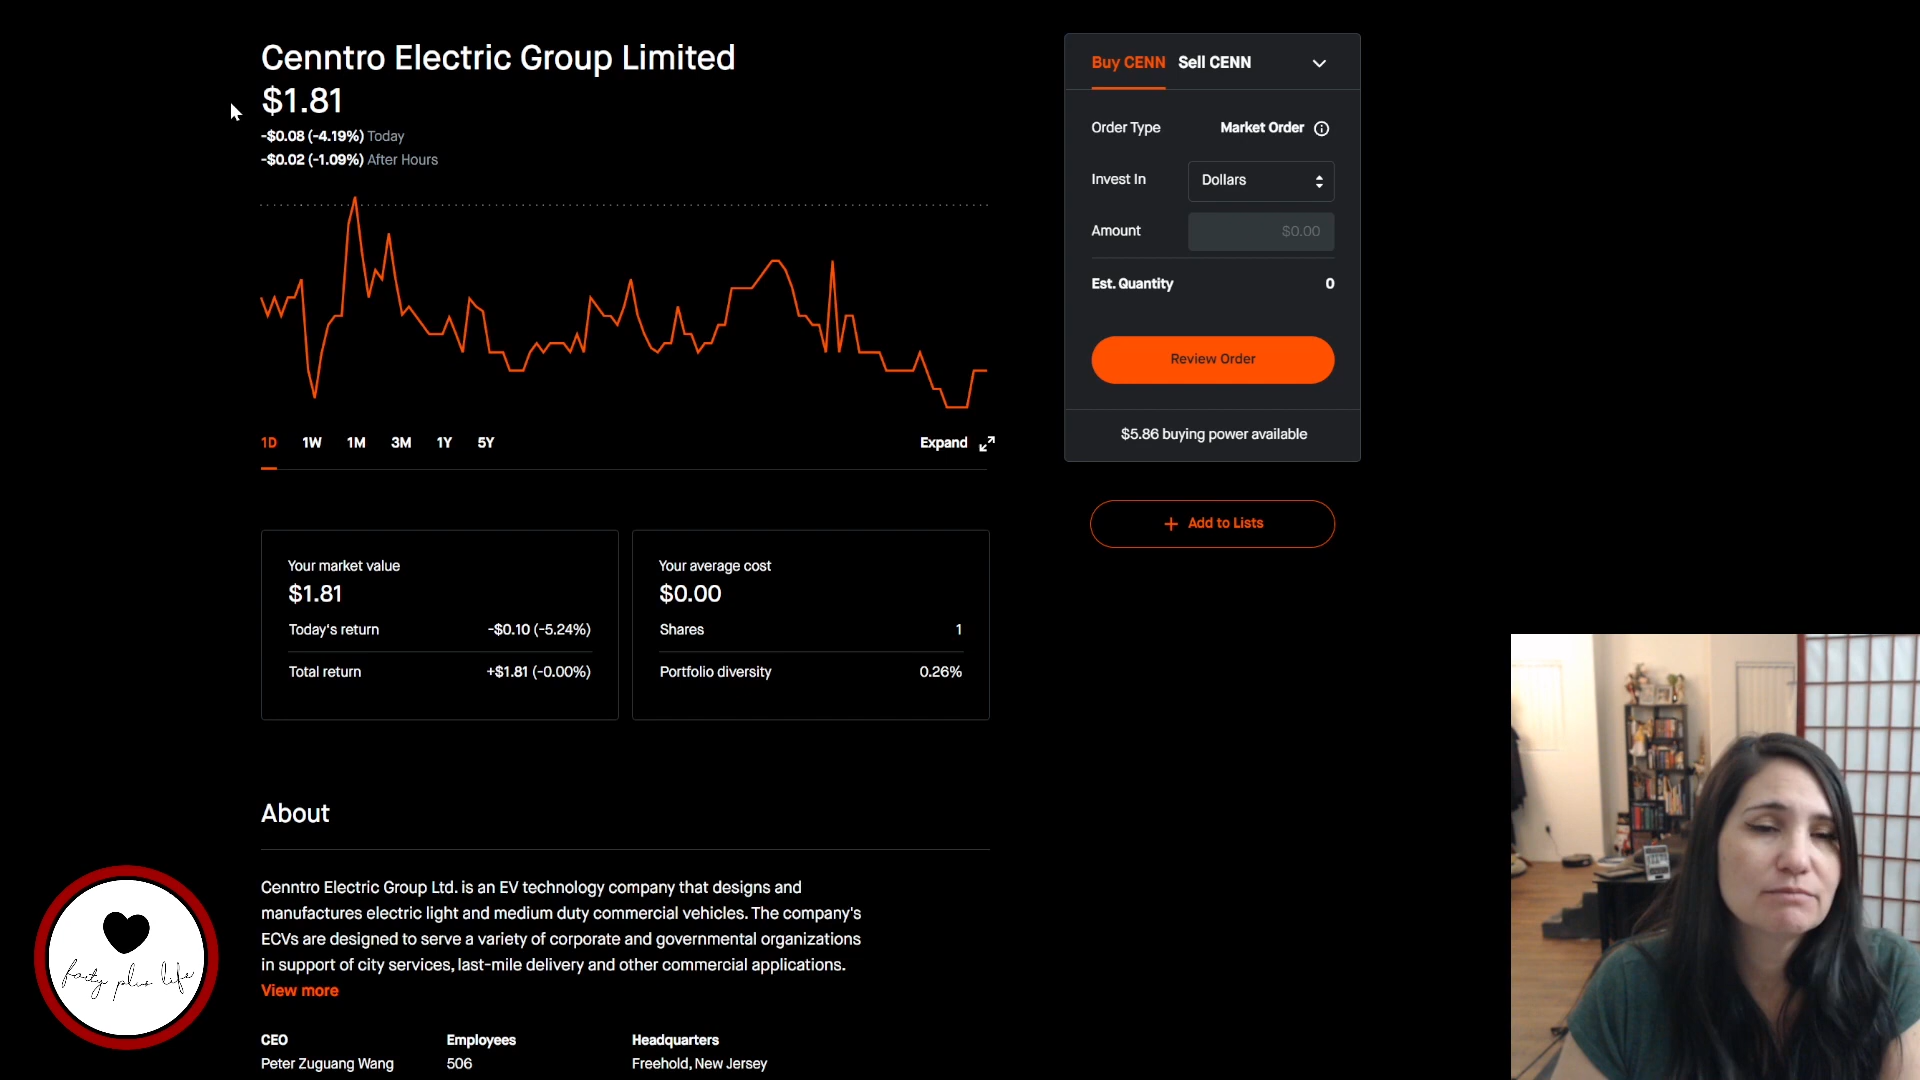 Cenntro Electric Group Limited
$1.81
-$0.08 (-4.19%) Today
-$0.02 (-1.09%) After Hours
1D 1W 1M 3M 1Y 5Y Expand
Your market value
$1.81
Today's return -$0.10 (-5.24%)
Total return +$1.81 (-0.00%)
Your average cost
$0.00
Shares 1
Portfolio diversity 0.26%
About
Cenntro Electric Group Ltd. is an EV technology company that designs and
manufactures electric light and medium duty commercial vehicles. The company's
ECVs are designed to serve a variety of corporate and governmental organizations
in support of city services, last-mile delivery and other commercial applications.
View more
CEO Employees Headquarters
Peter Zuguang Wang 506 Freehold, New Jersey
Buy CENN Sell CENN
Order Type Market Order
Invest In Dollars
Amount $0.00
Est. Quantity 0
Review Order
$5.86 buying power available
Add to Lists
forty plus life